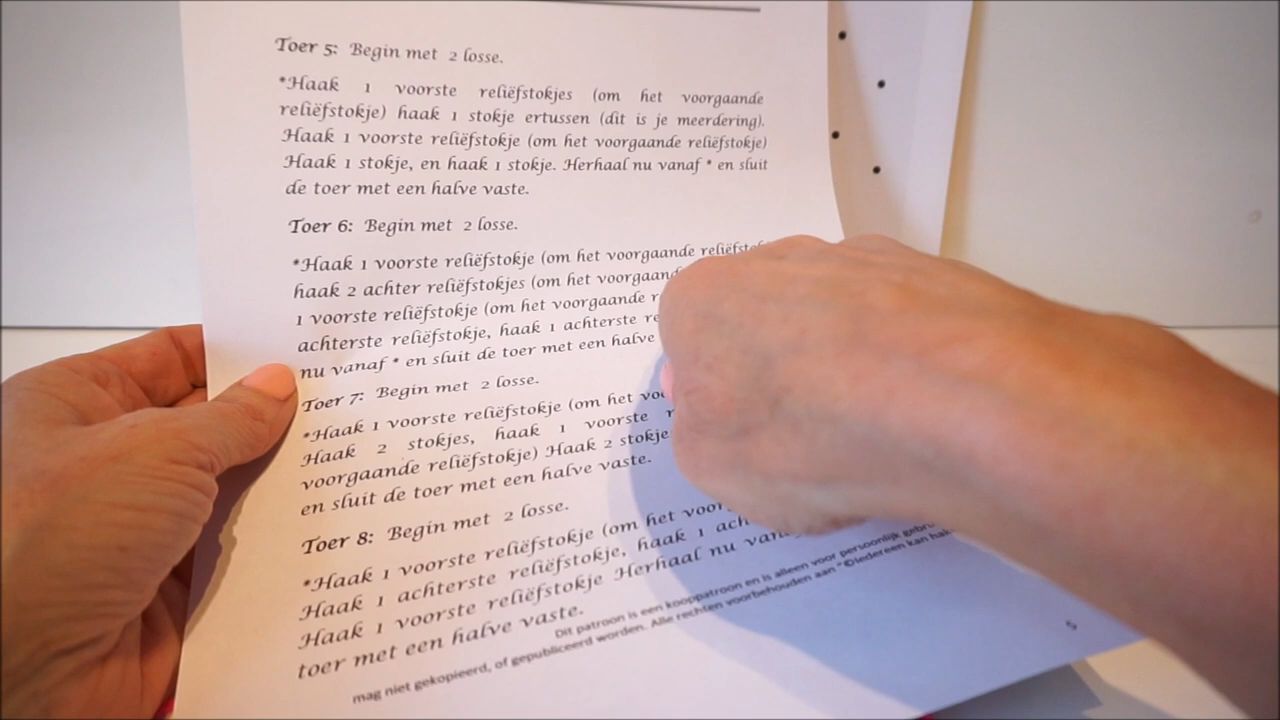 Toer 5: Begin met 2 losse.
*Haak 1 voorste reliëfstokjes (om het voorgaande
reliëfstokje) haak 1 stokje ertussen (dit is je meerdering).
Haak 1 voorste reliëfstokje (om het voorgaande reliëfstokje)
Haak 1 stokje, en haak 1 stokje. Herhaal nu vanaf * en sluit
de toer met een halve vaste.
Toer 6: Begin met 2 losse.
*Haak 1 voorste reliëfstokje (om het voorgaande
haak 2 achter reliëfstokjes (om het
1 voorste reliëfstokje (om het voorgaande
achterste reliëfstokje, haak 1 achterste
nu vanaf * en sluit de toer met een halve
Toer 7: Begin met 2 losse.
*Haak 1 voorste reliëfstokje (om het
Haak 2 stokjes, haak 1 voorste
voorgaande reliëfstokje) Haak 2
en sluit de toer met een halve vaste.
Toer 8: Begin met 2 losse.
*Haak 1 voorste reliëfstokje (om het
Haak 1 achterste reliëfstokje, haak 1
Haak 1 voorste reliëfstokje Herhaal nu
toer met een halve vaste.
Dit patroon is een kooppatroon en is alleen voor persoonlijk
mag niet gekopieerd, of gepubliceerd worden. Alle rechten voorbehouden aan "©Iedereen kan
5